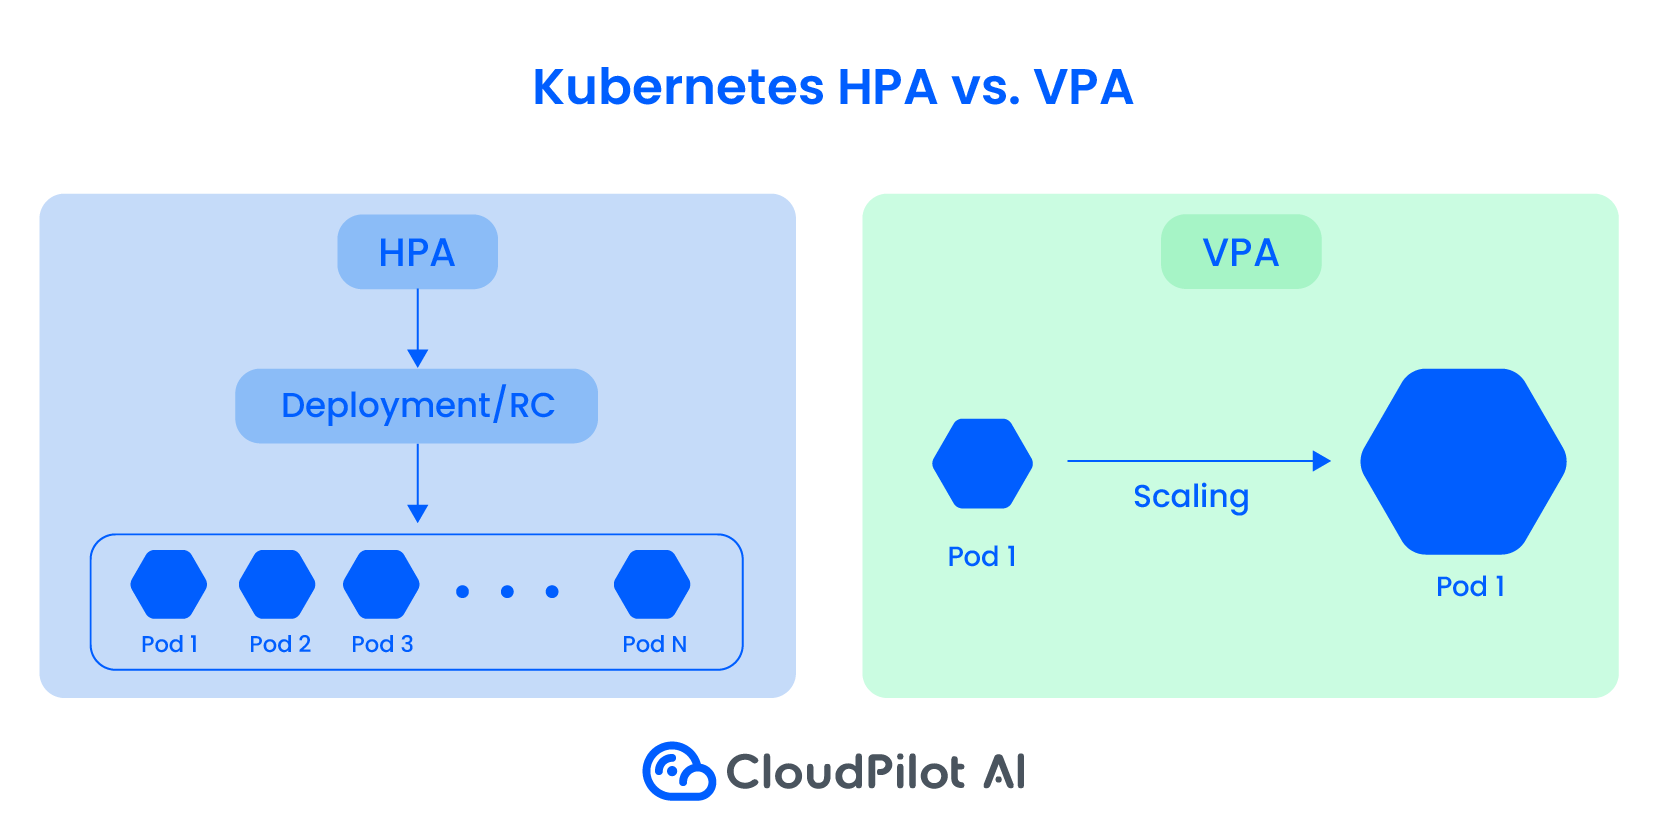 Kubernetes HPA vs. VPA
HPA
Deployment/RC
Pod 1
Pod 2
Pod 3
Pod N
VPA
Scaling
Pod 1
Pod 1
CloudPilot AI